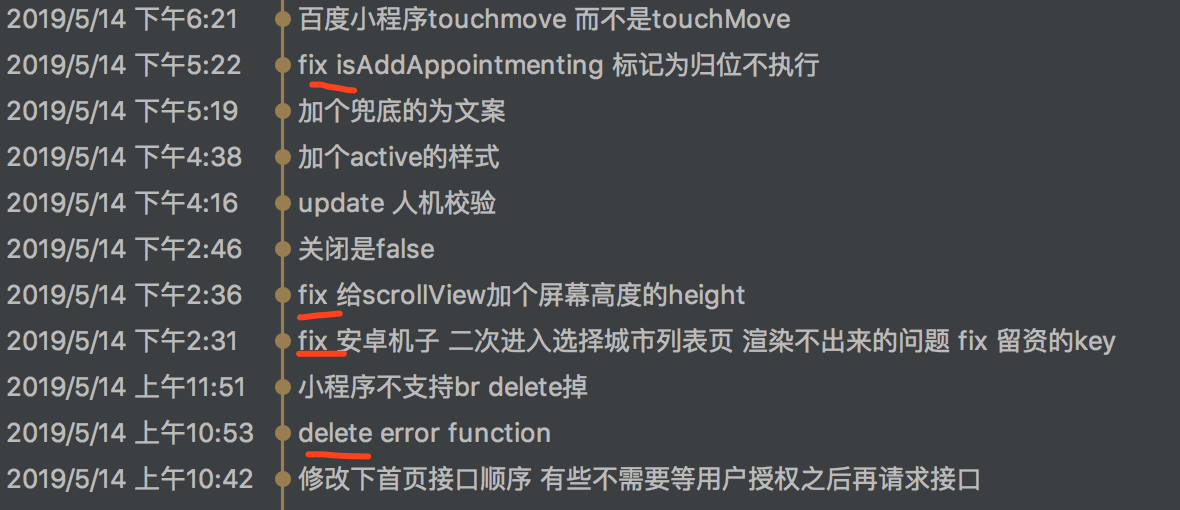 2019/5/14 下午6:21 百度小程序touchmove 而不是touchMove
2019/5/14 下午5:22 fix isAddAppointmenting 标记为归位不执行
2019/5/14 下午5:19 加个兜底的为文案
2019/5/14 下午4:38 加个active的样式
2019/5/14 下午4:16 update 人机校验
2019/5/14 下午2:46 关闭是false
2019/5/14 下午2:36 fix 给scrollView加个屏幕高度的height
2019/5/14 下午2:31 fix 安卓机子 二次进入选择城市列表页 渲染不出来的问题 fix 留资的key
2019/5/14 上午11:51 小程序不支持br delete掉
2019/5/14 上午10:53 delete error function
2019/5/14 上午10:42 修改下首页接口顺序 有些不需要等用户授权之后再请求接口